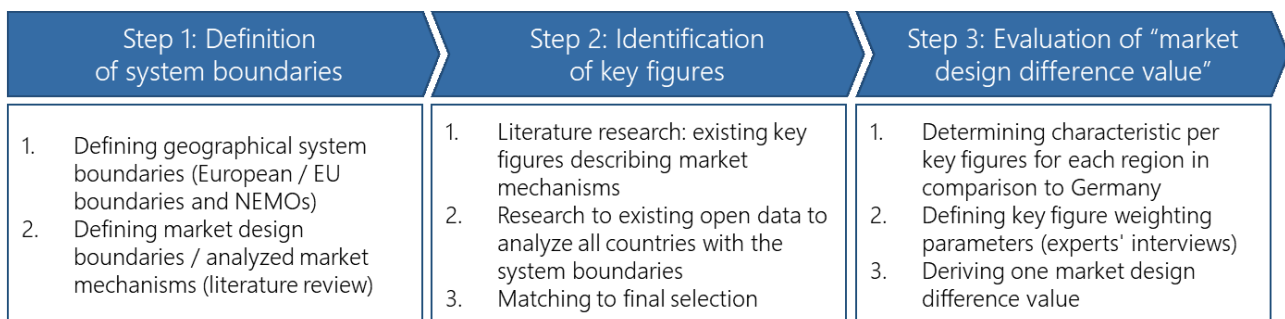 Step 1: Definition
of system boundaries
1. Defining geographical system
boundaries (European / EU
boundaries and NEMOs)
2. Defining market design
boundaries / analyzed market
mechanisms (literature review)
Step 2: Identification
of key figures
1. Literature research: existing key
figures describing market
mechanisms
2. Research to existing open data to
analyze all countries with the
system boundaries
3. Matching to final selection
Step 3: Evaluation of “market
design difference value”
1. Determining characteristic per
key figures for each region in
comparison to Germany
2. Defining key figure weighting
parameters (experts' interviews)
3. Deriving one market design
difference value